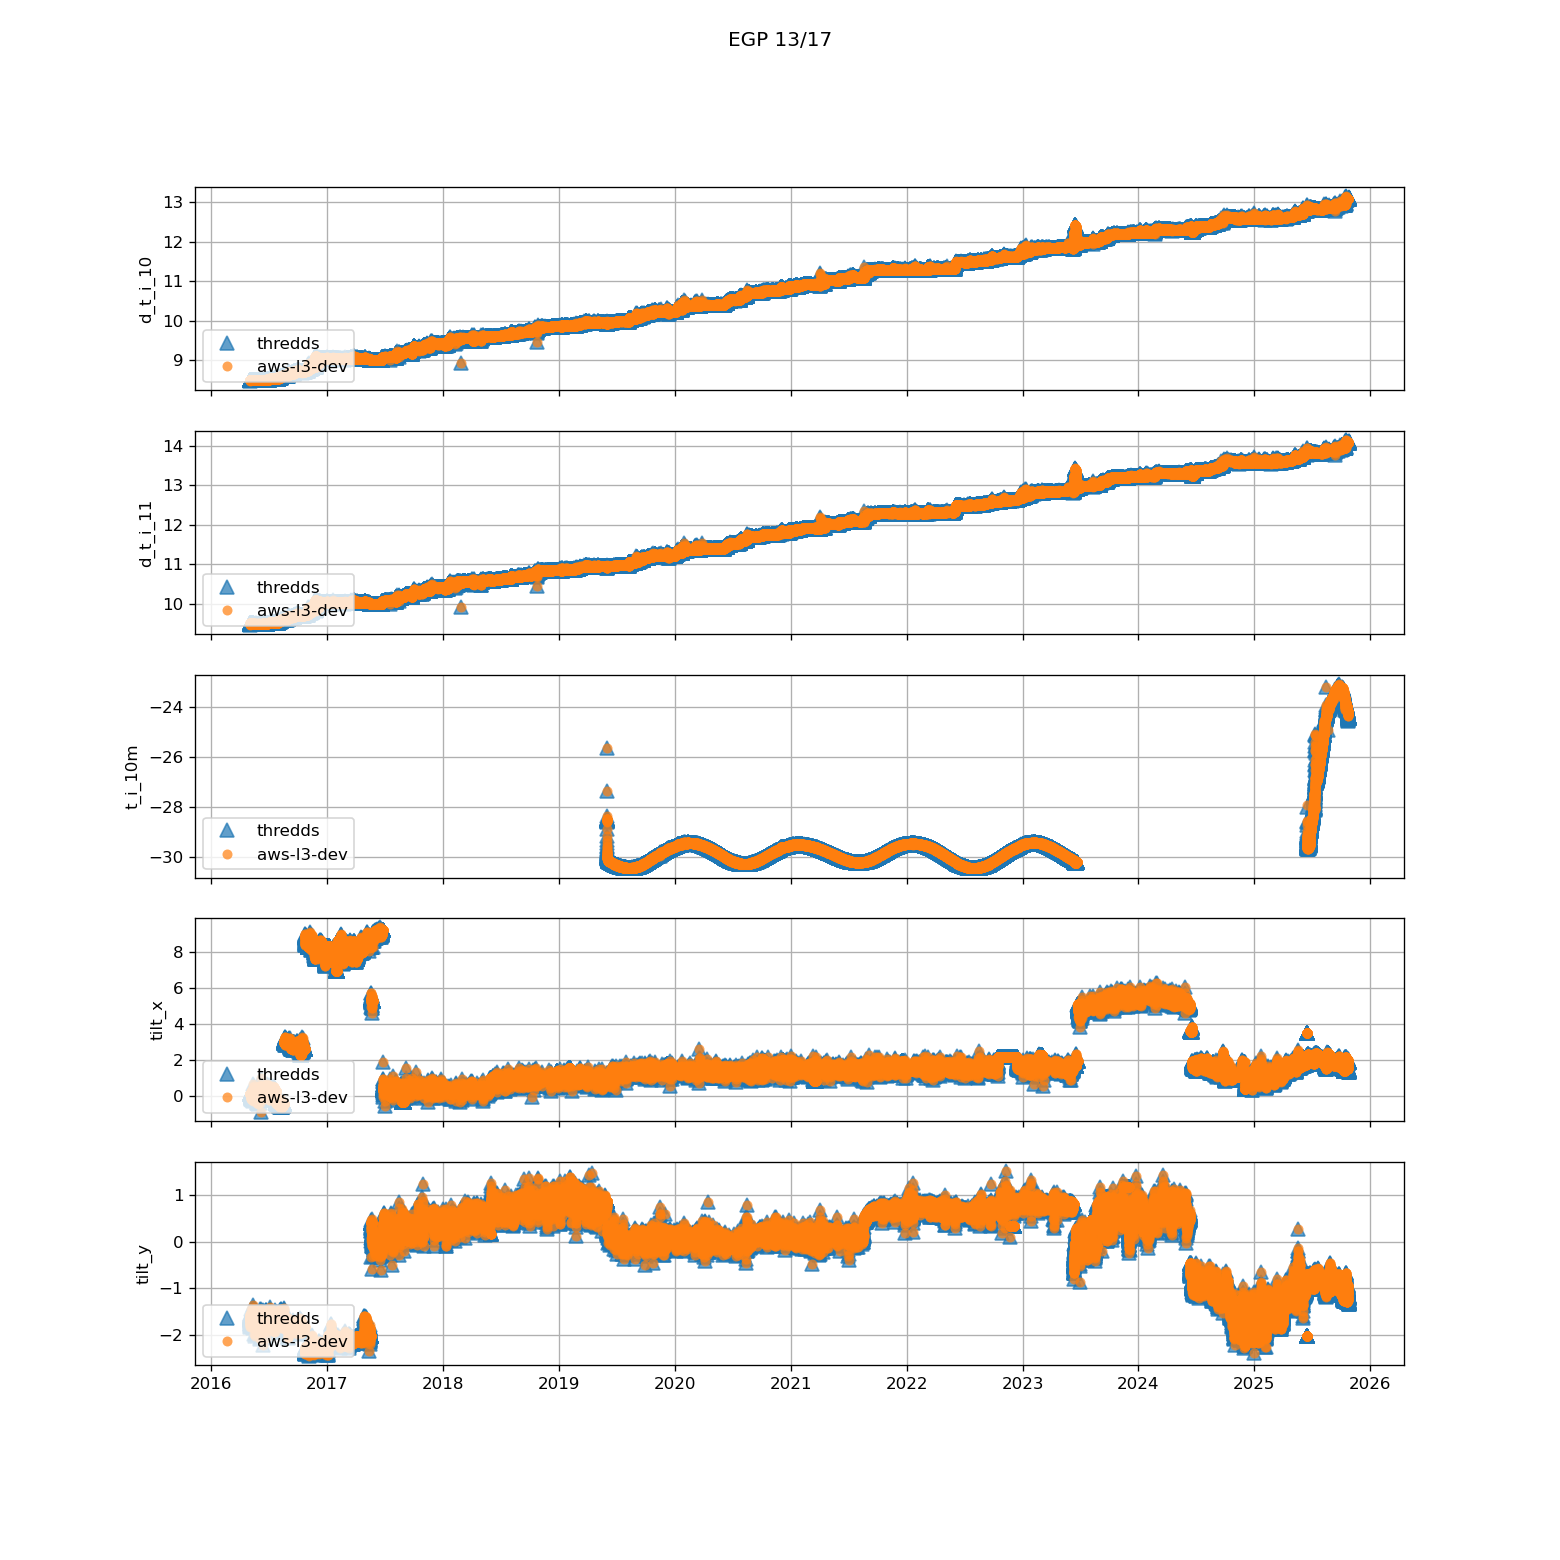 EGP 13/17
13
12
11
10
9
d_t_i_10
thredds
aws-l3-dev
14
13
12
11
10
d_t_i_11
thredds
aws-l3-dev
−24
−26
−28
−30
t_i_10m
thredds
aws-l3-dev
8
6
4
2
0
tilt_x
thredds
aws-l3-dev
1
0
−1
−2
tilt_y
thredds
aws-l3-dev
2016 2017 2018 2019 2020 2021 2022 2023 2024 2025 2026